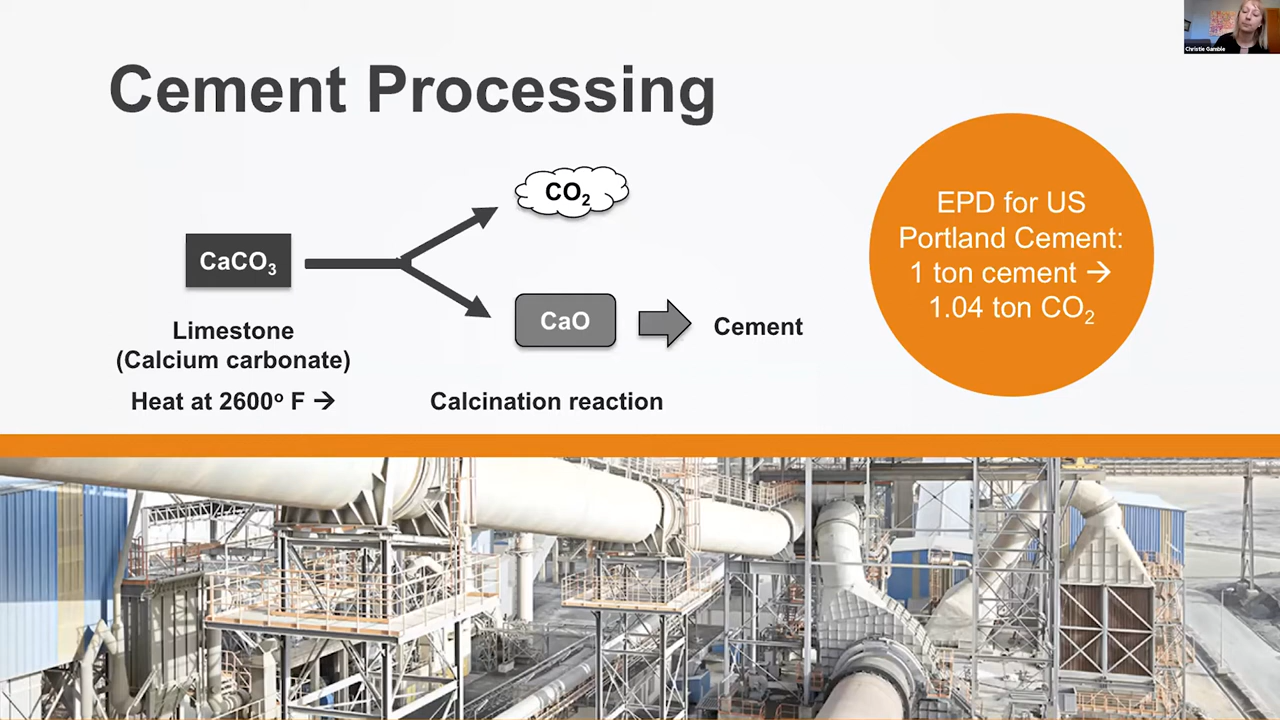 Cement Processing
Christie Gamble
CO₂
CaCO₃
CaO
Cement
Limestone
(Calcium carbonate)
Heat at 2600º F →
Calcination reaction
EPD for US
Portland Cement:
1 ton cement →
1.04 ton CO₂